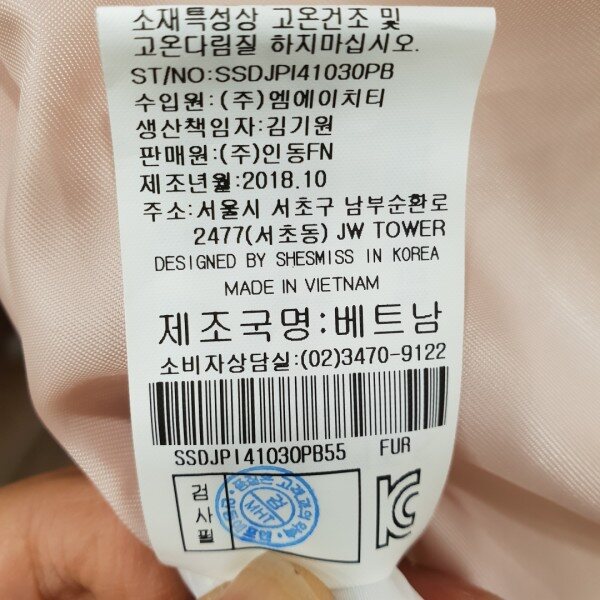 소재특성상 고온건조 및
고온다림질 하지마십시오.
ST/NO:SSDJPI41030PB
수입원:(주)엠에이치티
생산책임자:김기원
판매원:(주)인동FN
제조년월:2018.10
주소:서울시 서초구 남부순환로
2477(서초동) JW TOWER
DESIGNED BY SHESMISS IN KOREA
MADE IN VIETNAM
제조국명:베트남
소비자상담실:(02)3470-9122
SSDJPI41030PB55 FUR
검사필
검
MHT